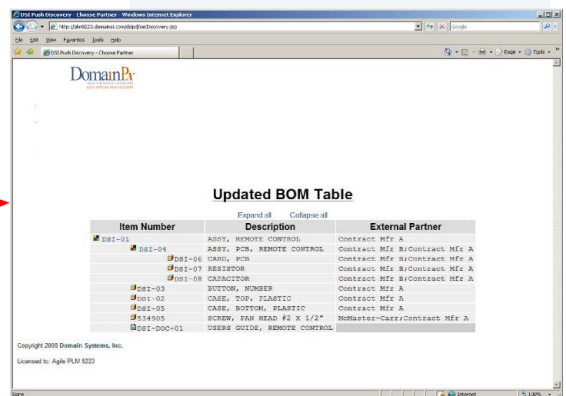 DSI Push Discovery - Choose Partner - Windows Internet Explorer
Google
File Edit View Favorites Tools Help
DSI Push Discovery - Choose Partner
Page Tools
DomainPx
Updated BOM Table
Expand all Collapse all
Item Number Description External Partner
DSI-01 ASSY, REMOTE CONTROL Contract Mfr A
DSI-04 ASSY, PCB, REMOTE CONTROL Contract Mfr B;Contract Mfr A
DSI-06 CARD, PCB Contract Mfr B;Contract Mfr A
DSI-07 RESISTOR Contract Mfr B;Contract Mfr A
DSI-08 CAPACITOR Contract Mfr B;Contract Mfr A
DSI-03 BUTTON, NUMBER Contract Mfr A
DSI-02 CASE, TOP, PLASTIC Contract Mfr A
DSI-05 CASE, BOTTOM, PLASTIC Contract Mfr A
534905 SCREW, PAN HEAD #2 X 1/2" McMaster-Carr;Contract Mfr A
DSI-DOC-01 USERS GUIDE, REMOTE CONTROL
Copyright 2008 Domain Systems, Inc.
Licensed to: Agile PLM 9223
Done Internet 100%